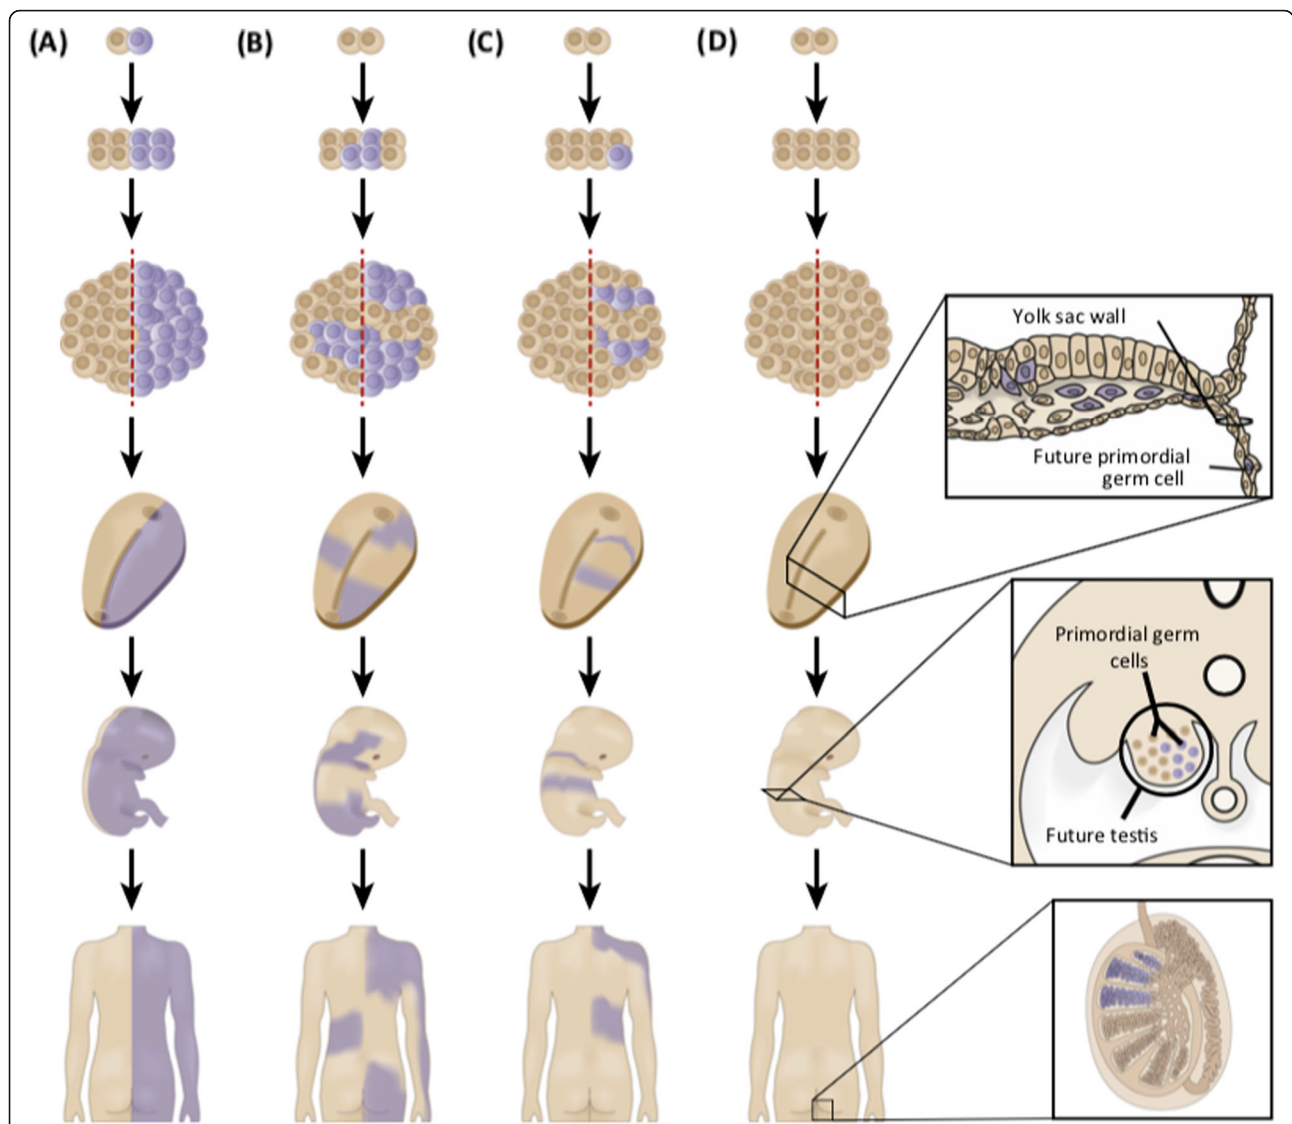 (A)
(B)
(C)
(D)
Yolk sac wall
Future primordial
germ cell
Primordial germ
cells
Future testis